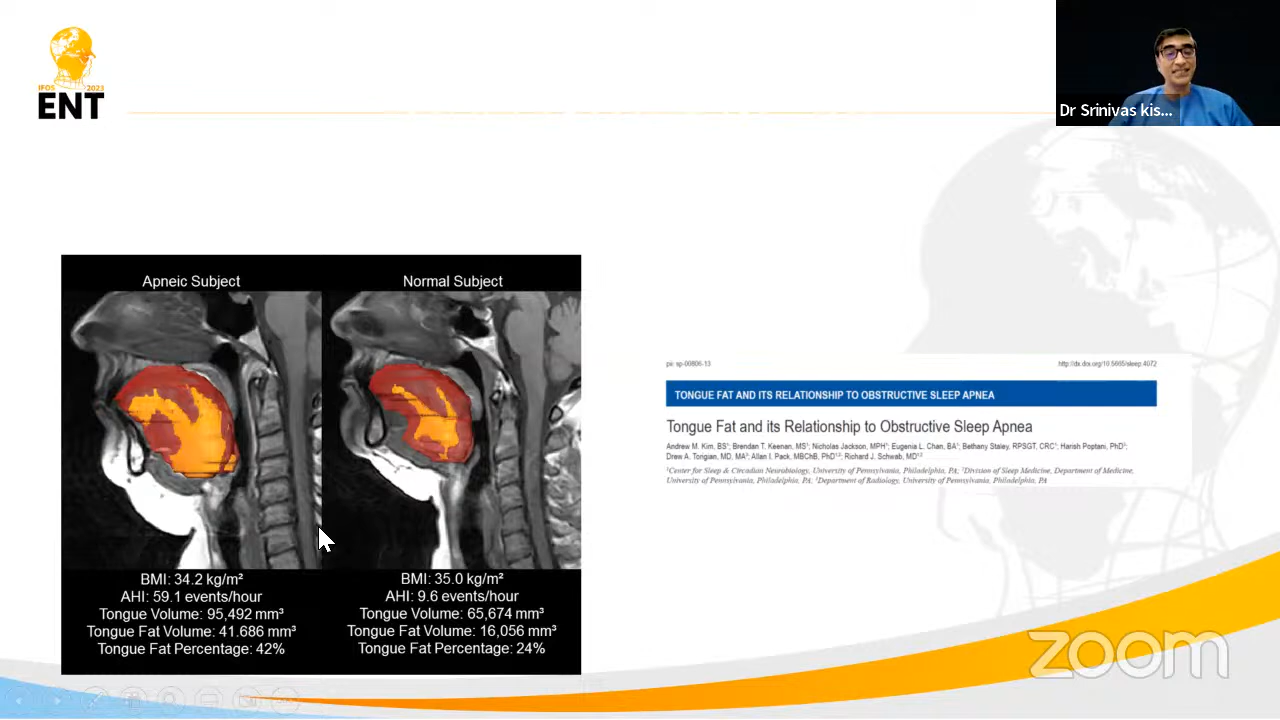 IFOS 2023
ENT
Dr Srinivas kis...
Apneic Subject
Normal Subject
BMI: 34.2 kg/m²
AHI: 59.1 events/hour
Tongue Volume: 95,492 mm³
Tongue Fat Volume: 41.686 mm³
Tongue Fat Percentage: 42%
BMI: 35.0 kg/m²
AHI: 9.6 events/hour
Tongue Volume: 65,674 mm³
Tongue Fat Volume: 16,056 mm³
Tongue Fat Percentage: 24%
pii: sp-00806-13
http://dx.doi.org/10.5665/sleep.4072
TONGUE FAT AND ITS RELATIONSHIP TO OBSTRUCTIVE SLEEP APNEA
Tongue Fat and its Relationship to Obstructive Sleep Apnea
Andrew M. Kim, BS¹; Brendan T. Keenan, MS¹; Nicholas Jackson, MPH¹; Eugenia L. Chan, BA¹; Bethany Staley, RPSGT, CRC¹; Harish Poptani, PhD³;
Drew A. Torigian, MD, MA³; Allan I. Pack, MBChB, PhD¹,²; Richard J. Schwab, MD¹,²
¹Center for Sleep & Circadian Neurobiology, University of Pennsylvania, Philadelphia, PA; ²Division of Sleep Medicine, Department of Medicine,
University of Pennsylvania, Philadelphia, PA; ³Department of Radiology, University of Pennsylvania, Philadelphia, PA
zoom